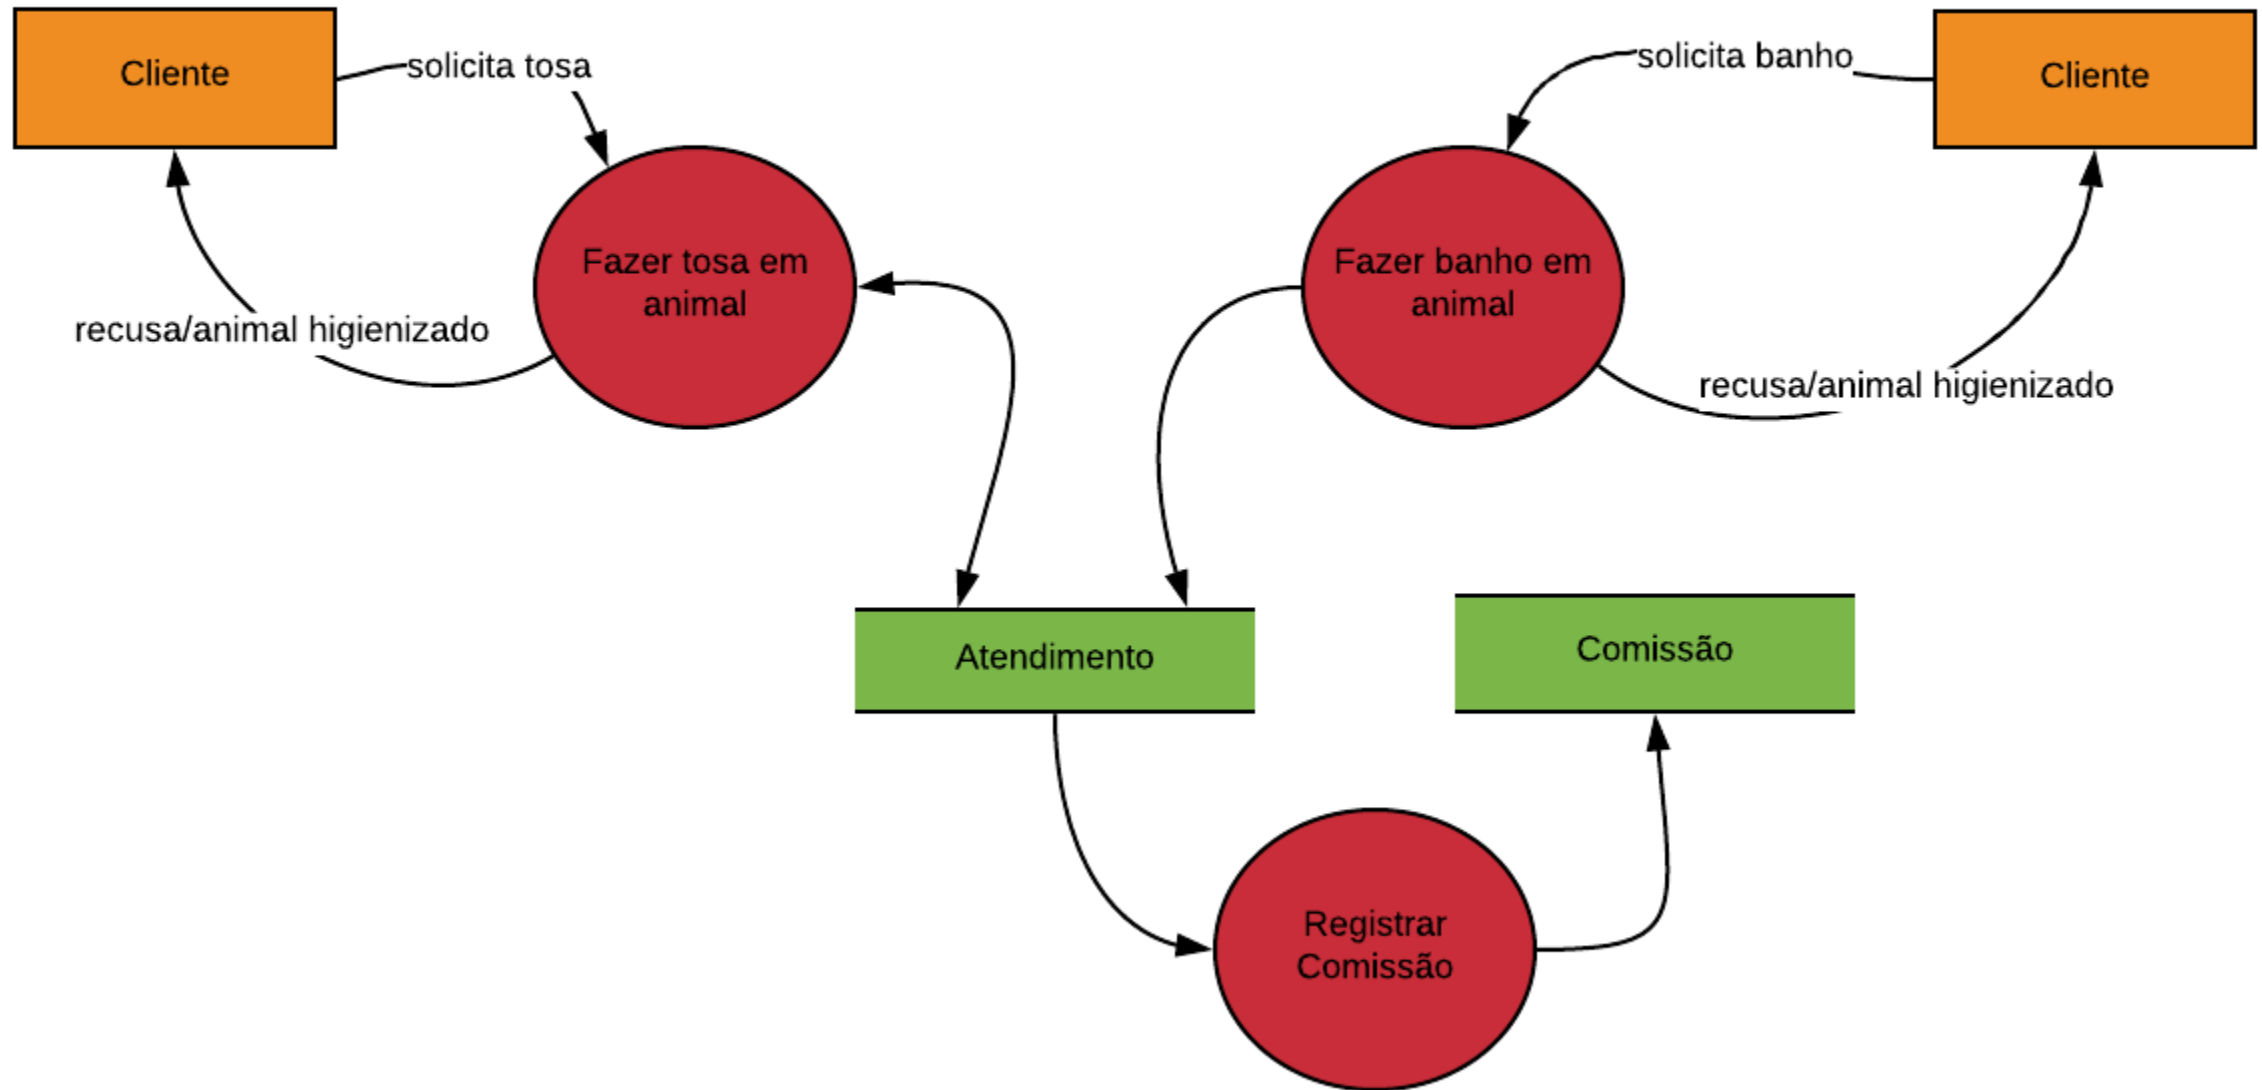 Cliente
solicita tosa
solicita banho
Cliente
Fazer tosa em
animal
Fazer banho em
animal
recusa/animal higienizado
recusa/animal higienizado
Atendimento
Comissão
Registrar
Comissão